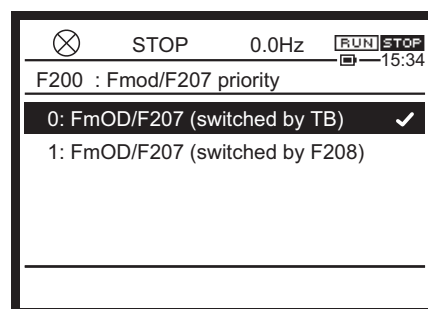 STOP 0.0Hz RUN STOP
15:34
F200 : Fmod/F207 priority
0: FmOD/F207 (switched by TB)
1: FmOD/F207 (switched by F208)